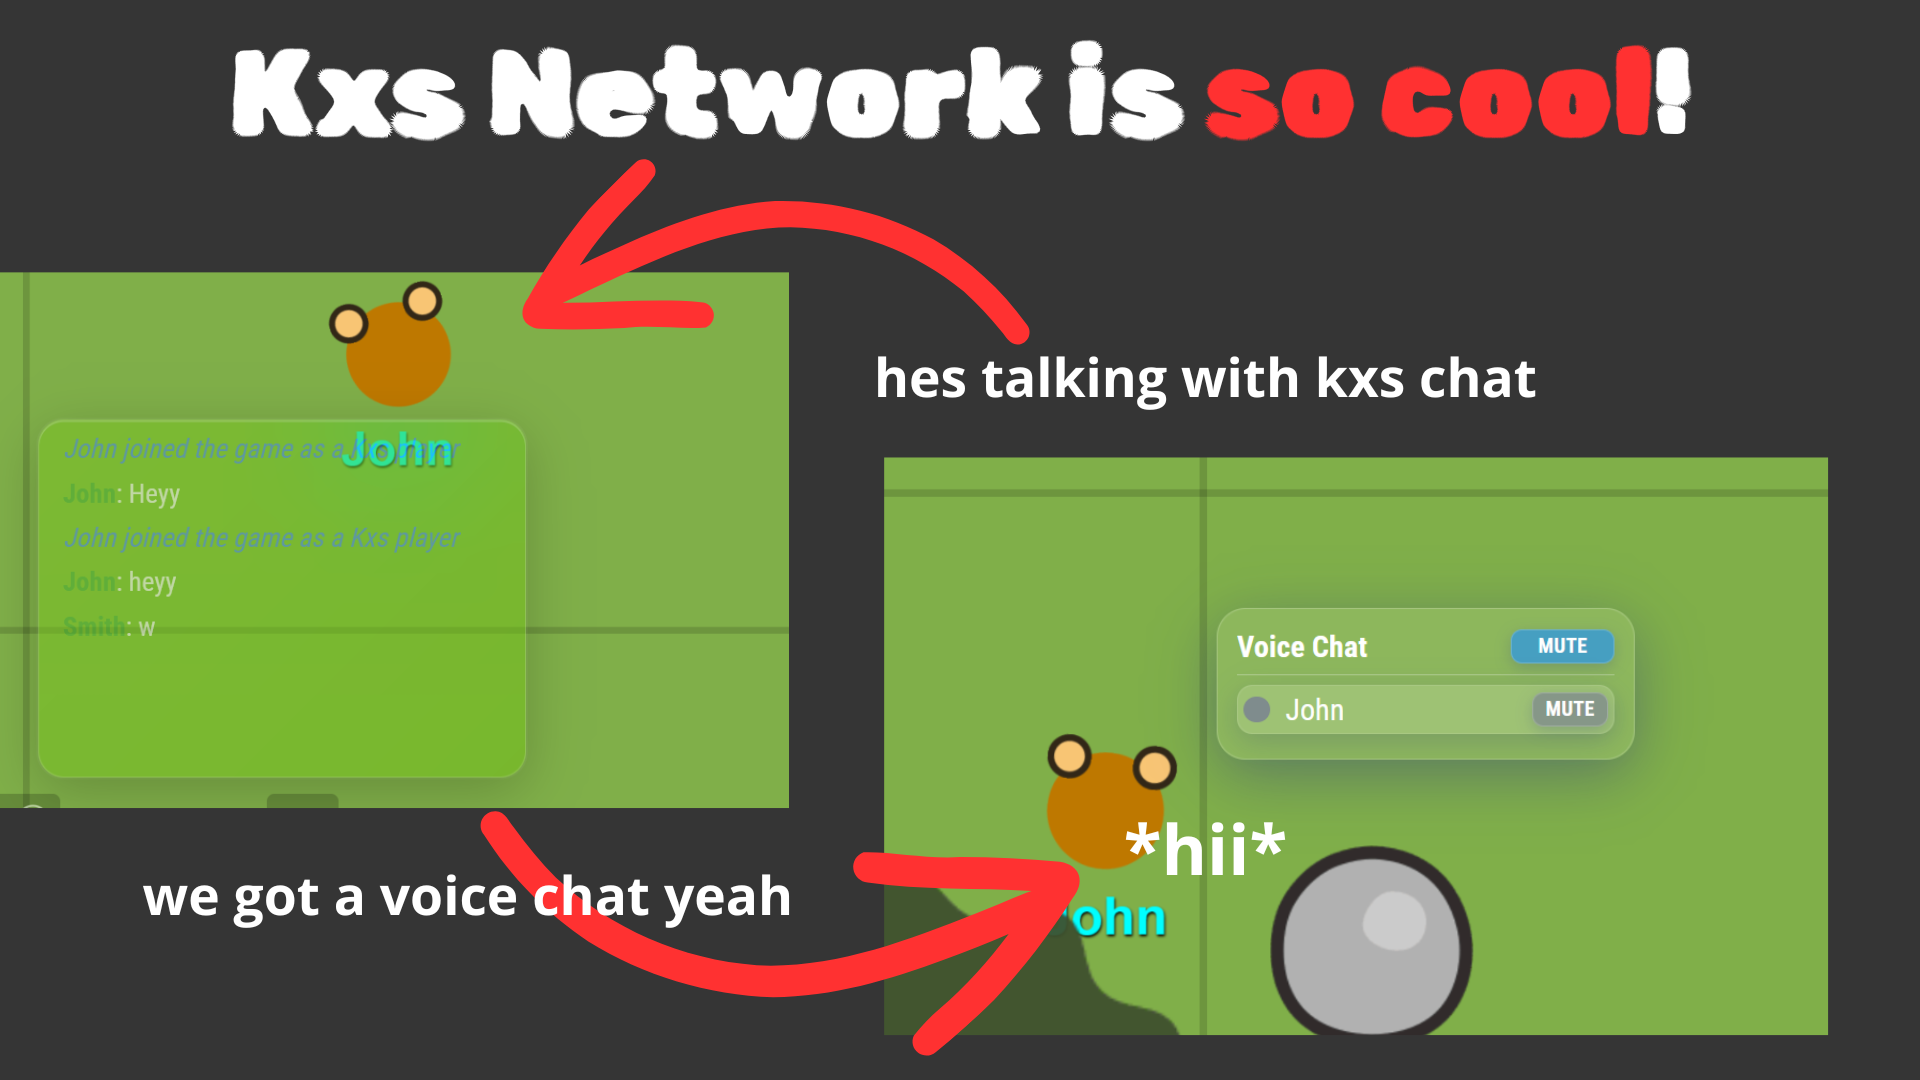 Kxs Network is so cool!
hes talking with kxs chat
John
John joined the game as a Kxs player
John: Heyy
John joined the game as a Kxs player
John: heyy
Smith: w
Voice Chat MUTE
John MUTE
*hii*
John
we got a voice chat yeah